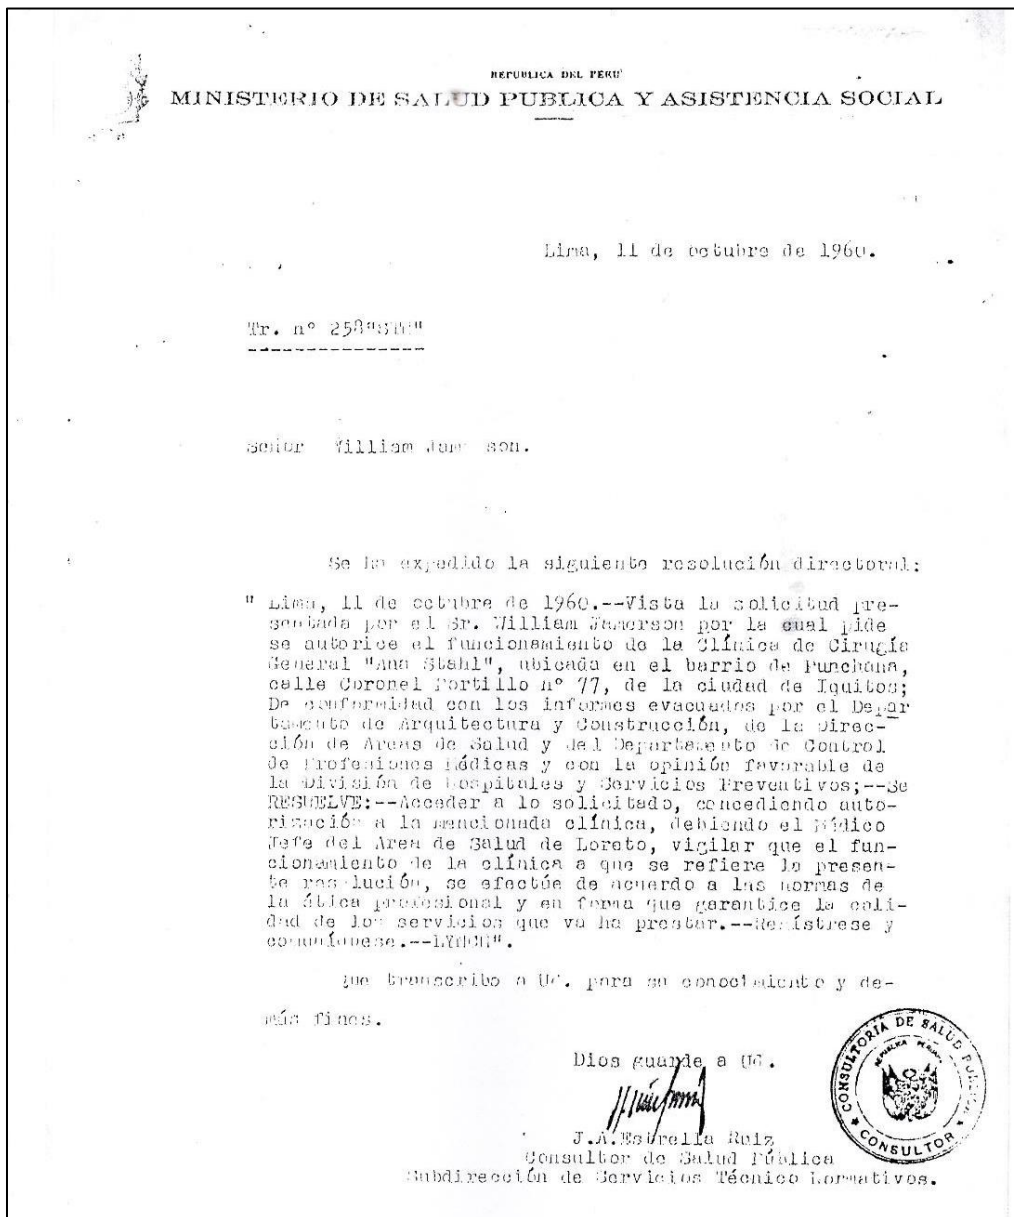 REPUBLICA DEL PERU
MINISTERIO DE SALUD PUBLICA Y ASISTENCIA SOCIAL
Lima, 11 de octubre de 1960.
Tr. nº 258
Señor William son.
Se ha expedido la siguiente resolución directoral:
" Lima, 11 de octubre de 1960.--Vista la solicitud pre-
sentada por el Sr. William Jamerson por la cual pide
se autorice el funcionamiento de la Clínica de Cirugía
General "Ana Stahl", ubicada en el barrio de Punchana,
calle Coronel Portillo nº 77, de la ciudad de Iquitos;
De conformidad con los informes evacuados por el Depar
tamento de Arquitectura y Construcción, de la Direc-
ción de Areas de Salud y del Departamento de Control
de Profesiones Médicas y con la opinión favorable de
la División de Hospitales y Servicios Preventivos;--Se
RESUELVE:--Acceder a lo solicitado, concediendo auto-
rización a la mencionada clínica, debiendo el Médico
Jefe del Area de Salud de Loreto, vigilar que el fun-
cionamiento de la clínica a que se refiere la presen-
te resolución, se efectúe de acuerdo a las normas de
la ética profesional y en forma que garantice la cali-
dad de los servicios que va ha prestar.--Regístrese y
comuníquese.--LYNCH".
Que transcribo a Ud. para su conocimiento y de-
más fines.
Dios guarde a Ud.
J.A.Estrella Ruiz
Consultor de Salud Pública
Subdirección de Servicios Técnico Normativos.
CONSULTORIA DE SALUD PUBLICA
REPUBLICA PERUANA
CONSULTOR